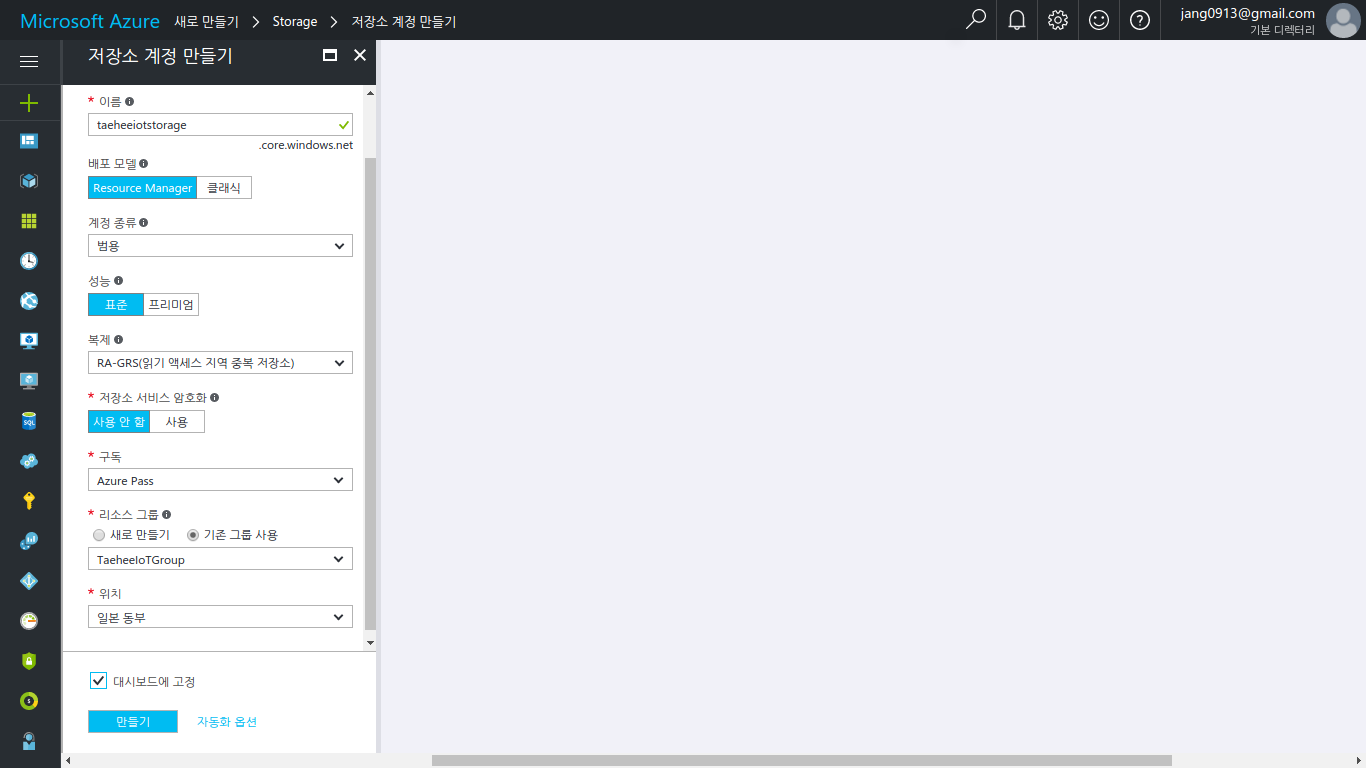 Microsoft Azure 새로 만들기 > Storage > 저장소 계정 만들기
jang0913@gmail.com
기본 디렉터리
저장소 계정 만들기
* 이름
taeheeiotstorage
.core.windows.net
배포 모델
Resource Manager 클래식
계정 종류
범용
성능
표준 프리미엄
복제
RA-GRS(읽기 액세스 지역 중복 저장소)
* 저장소 서비스 암호화
사용 안 함 사용
* 구독
Azure Pass
* 리소스 그룹
새로 만들기 기존 그룹 사용
TaeheeIoTGroup
* 위치
일본 동부
대시보드에 고정
만들기 자동화 옵션